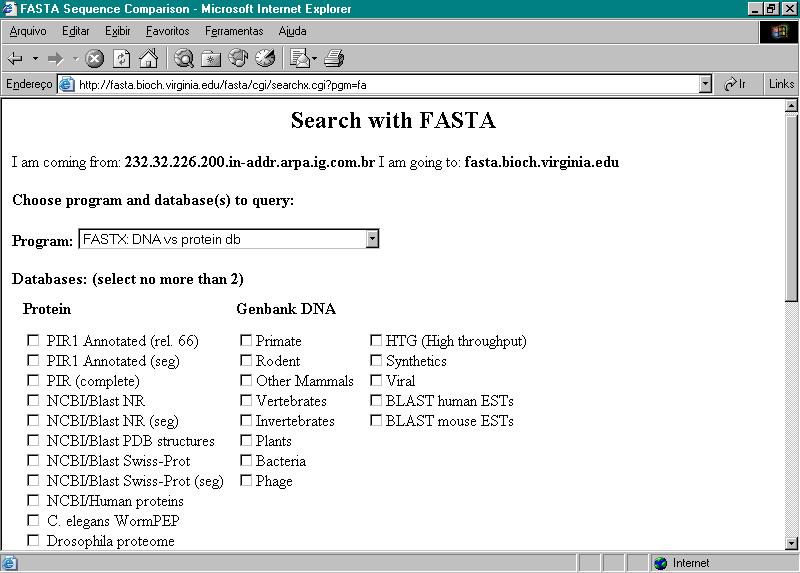 FASTA Sequence Comparison - Microsoft Internet Explorer
Arquivo Editar Exibir Favoritos Ferramentas Ajuda
Endereço http://fasta.bioch.virginia.edu/fasta/cgi/searchx.cgi?pgm=fa Ir Links
Search with FASTA
I am coming from: 232.32.226.200.in-addr.arpa.ig.com.br I am going to: fasta.bioch.virginia.edu
Choose program and database(s) to query:
Program: FASTX: DNA vs protein db
Databases: (select no more than 2)
Protein Genbank DNA
PIR1 Annotated (rel. 66) Primate HTG (High throughput)
PIR1 Annotated (seg) Rodent Synthetics
PIR (complete) Other Mammals Viral
NCBI/Blast NR Vertebrates BLAST human ESTs
NCBI/Blast NR (seg) Invertebrates BLAST mouse ESTs
NCBI/Blast PDB structures Plants
NCBI/Blast Swiss-Prot Bacteria
NCBI/Blast Swiss-Prot (seg) Phage
NCBI/Human proteins
C. elegans WormPEP
Drosophila proteome
Internet